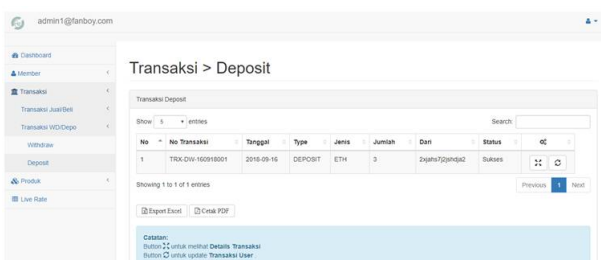 admin1@fanboy.com
Dashboard
Member
Transaksi
Transaksi Jual/Beli
Transaksi WD/Depo
Withdraw
Deposit
Produk
Live Rate
Transaksi > Deposit
Transaksi Deposit
Show 5 entries Search:
No No Transaksi Tanggal Type Jenis Jumlah Dari Status
1 TRX-DW-160918001 2018-09-16 DEPOSIT ETH 3 2xjahs7j2jshdja2 Sukses
Showing 1 to 1 of 1 entries Previous 1 Next
Export Excel Cetak PDF
Catatan:
Button untuk melihat Details Transaksi
Button untuk update Transaksi User